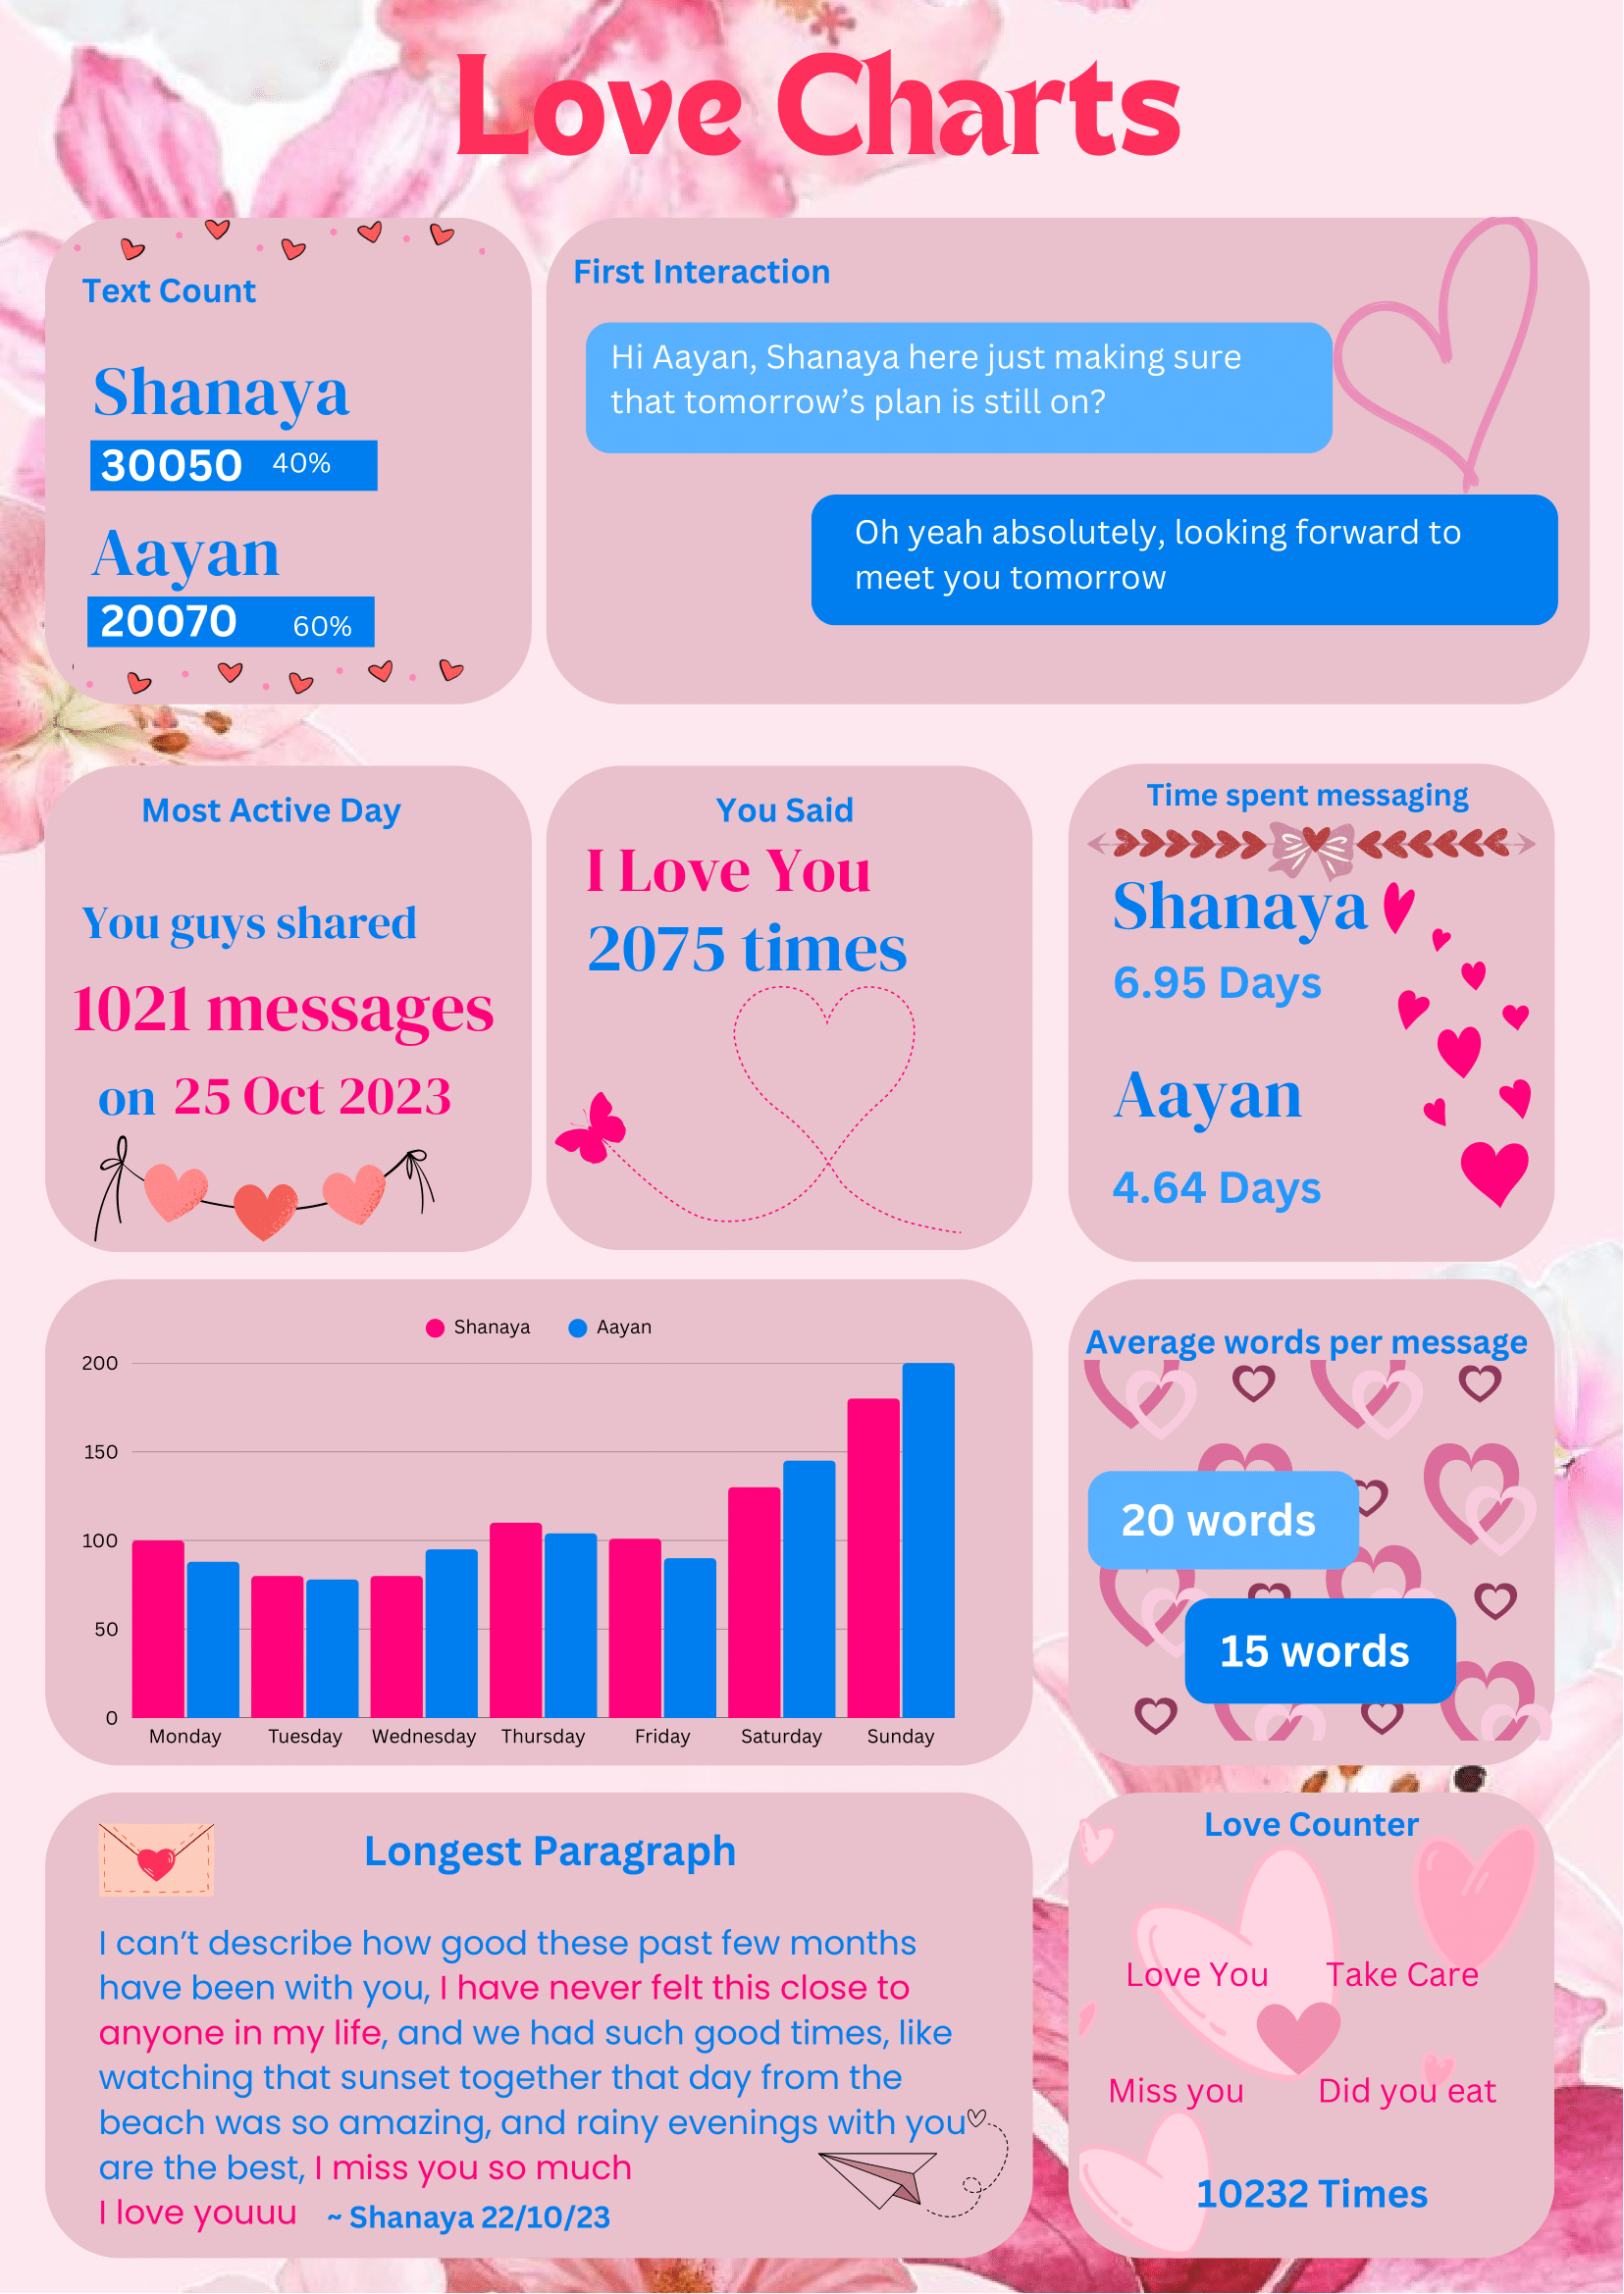 Love Charts
Text Count
Shanaya
30050 40%
Aayan
20070 60%
First Interaction
Hi Aayan, Shanaya here just making sure
that tomorrow’s plan is still on?
Oh yeah absolutely, looking forward to
meet you tomorrow
Most Active Day
You guys shared
1021 messages
on 25 Oct 2023
You Said
I Love You
2075 times
Time spent messaging
Shanaya
6.95 Days
Aayan
4.64 Days
Shanaya Aayan
200
150
100
50
0
Monday Tuesday Wednesday Thursday Friday Saturday Sunday
Average words per message
20 words
15 words
Longest Paragraph
I can’t describe how good these past few months
have been with you, I have never felt this close to
anyone in my life, and we had such good times, like
watching that sunset together that day from the
beach was so amazing, and rainy evenings with you
are the best, I miss you so much
I love youuu ~ Shanaya 22/10/23
Love Counter
Love You Take Care
Miss you Did you eat
10232 Times